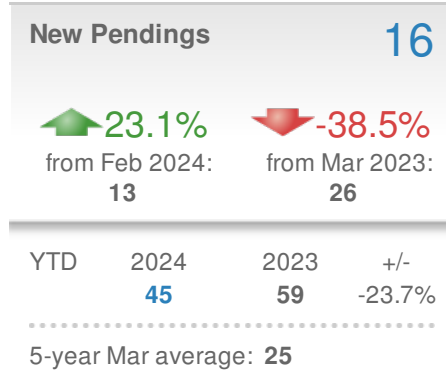 New Pendings 16
23.1% -38.5%
from Feb 2024: from Mar 2023:
13 26
YTD 2024 2023 +/-
45 59 -23.7%
5-year Mar average: 25